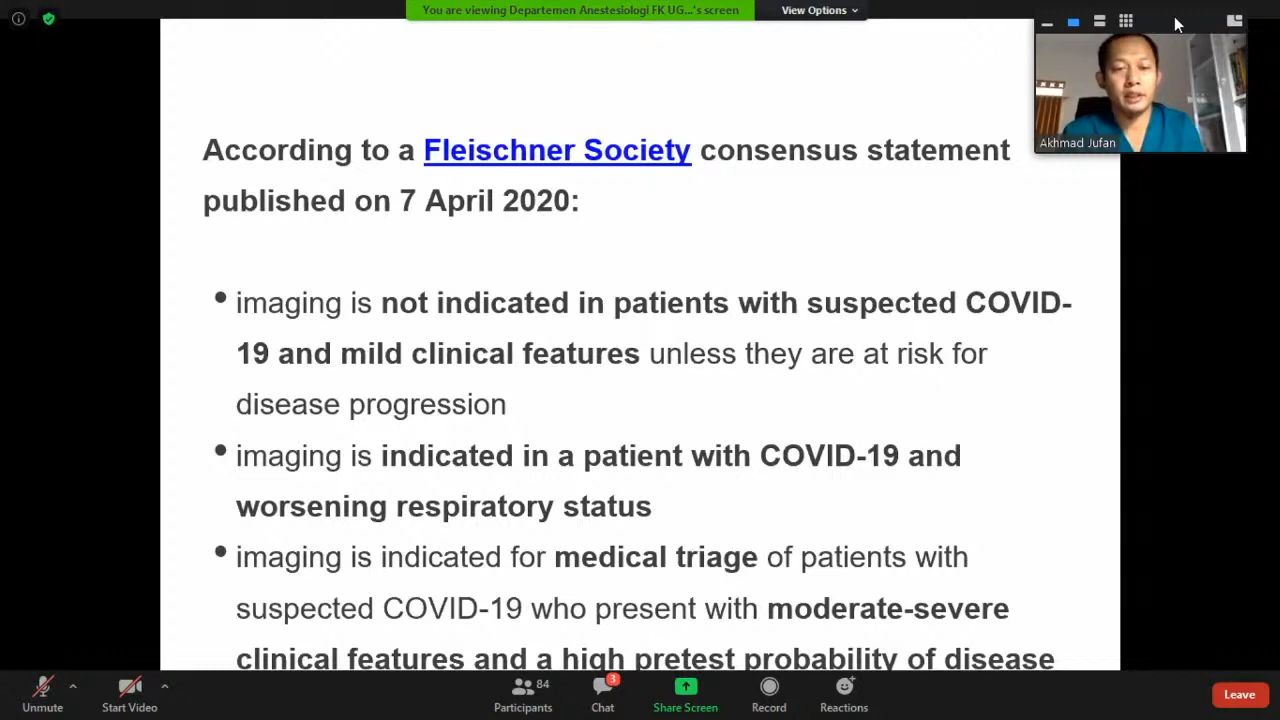 You are viewing Departemen Anestesiologi FK UG...'s screen
View Options
Akhmad Jufan
According to a Fleischner Society consensus statement
published on 7 April 2020:
• imaging is not indicated in patients with suspected COVID-
19 and mild clinical features unless they are at risk for
disease progression
• imaging is indicated in a patient with COVID-19 and
worsening respiratory status
• imaging is indicated for medical triage of patients with
suspected COVID-19 who present with moderate-severe
clinical features and a high pretest probability of disease
Unmute
Start Video
84
Participants
3
Chat
Share Screen
Record
Reactions
Leave